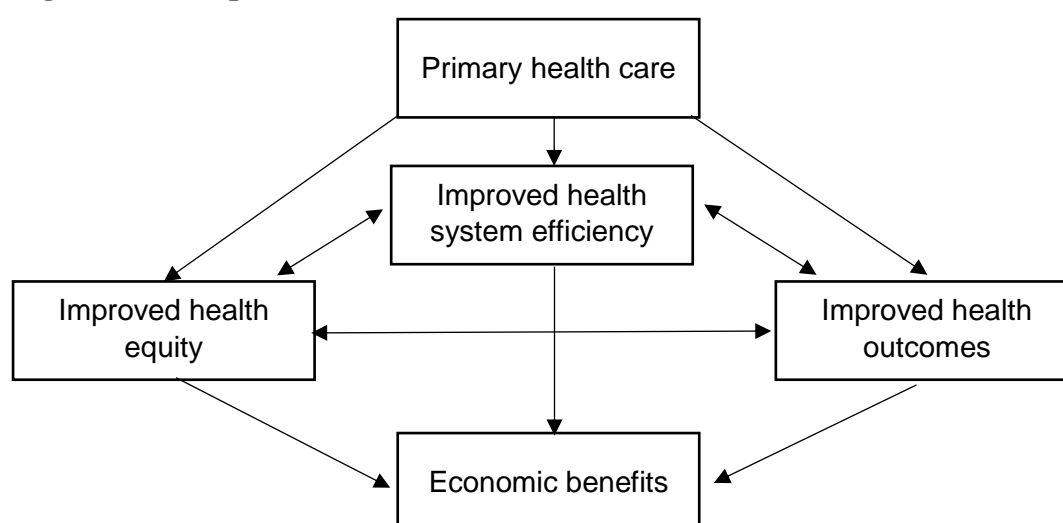 Primary health care
Improved health
system efficiency
Improved health
equity
Improved health
outcomes
Economic benefits